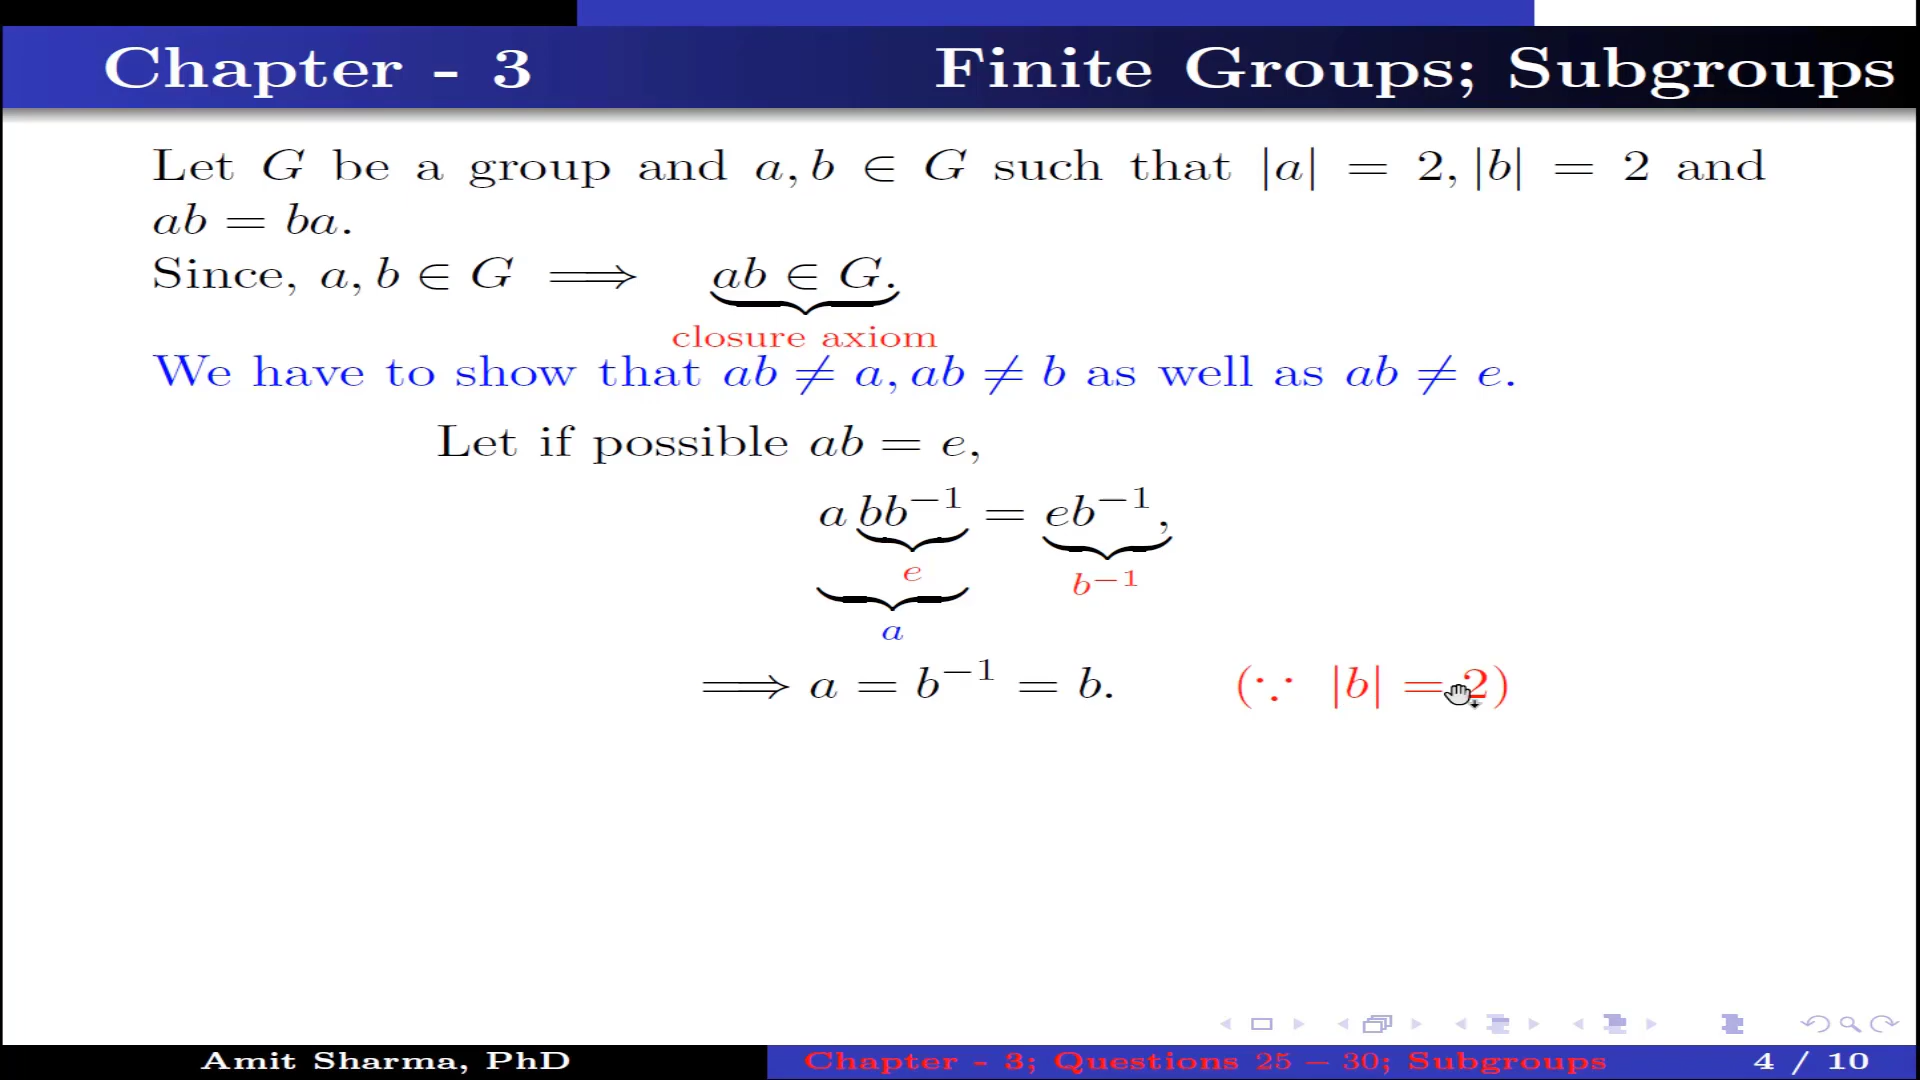 Chapter - 3 Finite Groups; Subgroups
Let G be a group and a, b ∈ G such that |a| = 2, |b| = 2 and
ab = ba.
Since, a, b ∈ G ⟹ ab ∈ G.
closure axiom
We have to show that ab ≠ a, ab ≠ b as well as ab ≠ e.
Let if possible ab = e,
a bb⁻¹ = eb⁻¹,
e b⁻¹
a
⟹ a = b⁻¹ = b. (∵ |b| = 2)
Amit Sharma, PhD Chapter - 3; Questions 25 – 30; Subgroups 4 / 10